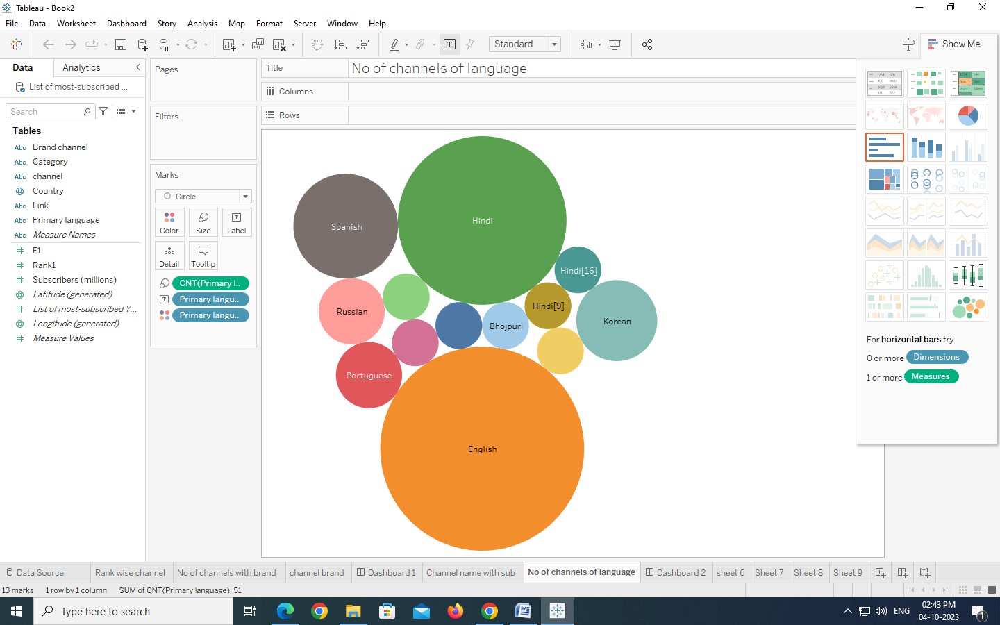 Tableau - Book2
File Data Worksheet Dashboard Story Analysis Map Format Server Window Help
Standard
Show Me
Data Analytics
List of most-subscribed ...
Search
Tables
Abc Brand channel
Abc Category
Abc channel
Country
Abc Link
Abc Primary language
Abc Measure Names
F1
Rank1
Subscribers (millions)
Latitude (generated)
List of most-subscribed Y...
Longitude (generated)
Measure Values
Pages
Filters
Marks
Circle
Color Size Label
Detail Tooltip
CNT(Primary l..
Primary langu..
Primary langu..
Title No of channels of language
Columns
Rows
Hindi
Spanish
Hindi[16]
Hindi[9]
Russian
Bhojpuri
Korean
Portuguese
English
For horizontal bars try
0 or more Dimensions
1 or more Measures
Data Source Rank wise channel No of channels with brand channel brand Dashboard 1 Channel name with sub No of channels of language Dashboard 2 sheet 6 Sheet 7 Sheet 8 Sheet 9
13 marks 1 row by 1 column SUM of CNT(Primary language): 51
Type here to search
ENG
02:43 PM
04-10-2023
1